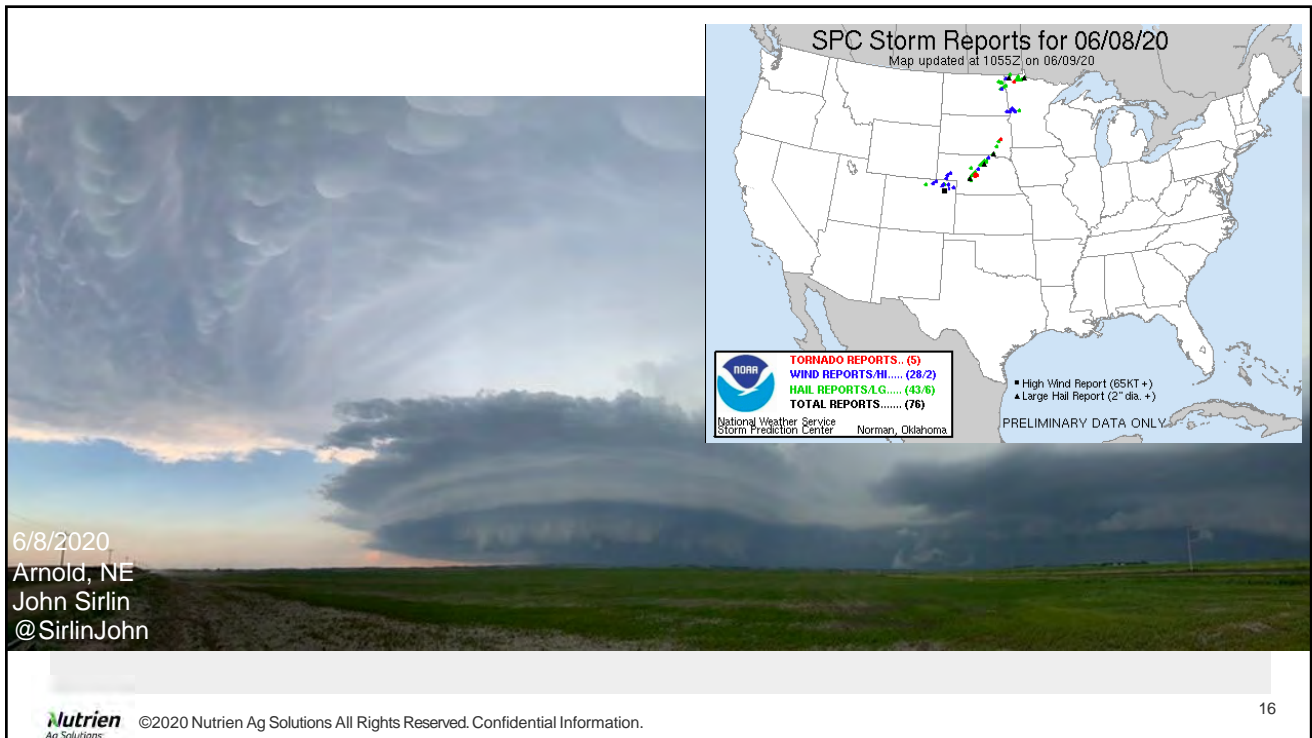 SPC Storm Reports for 06/08/20
Map updated at 1055Z on 06/09/20
NOAA
TORNADO REPORTS.. (5)
WIND REPORTS/HI..... (28/2)
HAIL REPORTS/LG..... (43/6)
TOTAL REPORTS....... (76)
National Weather Service
Storm Prediction Center Norman, Oklahoma
■ High Wind Report (65KT +)
▲ Large Hail Report (2" dia. +)
PRELIMINARY DATA ONLY
6/8/2020
Arnold, NE
John Sirlin
@SirlinJohn
Nutrien
Ag Solutions
©2020 Nutrien Ag Solutions All Rights Reserved. Confidential Information.
16